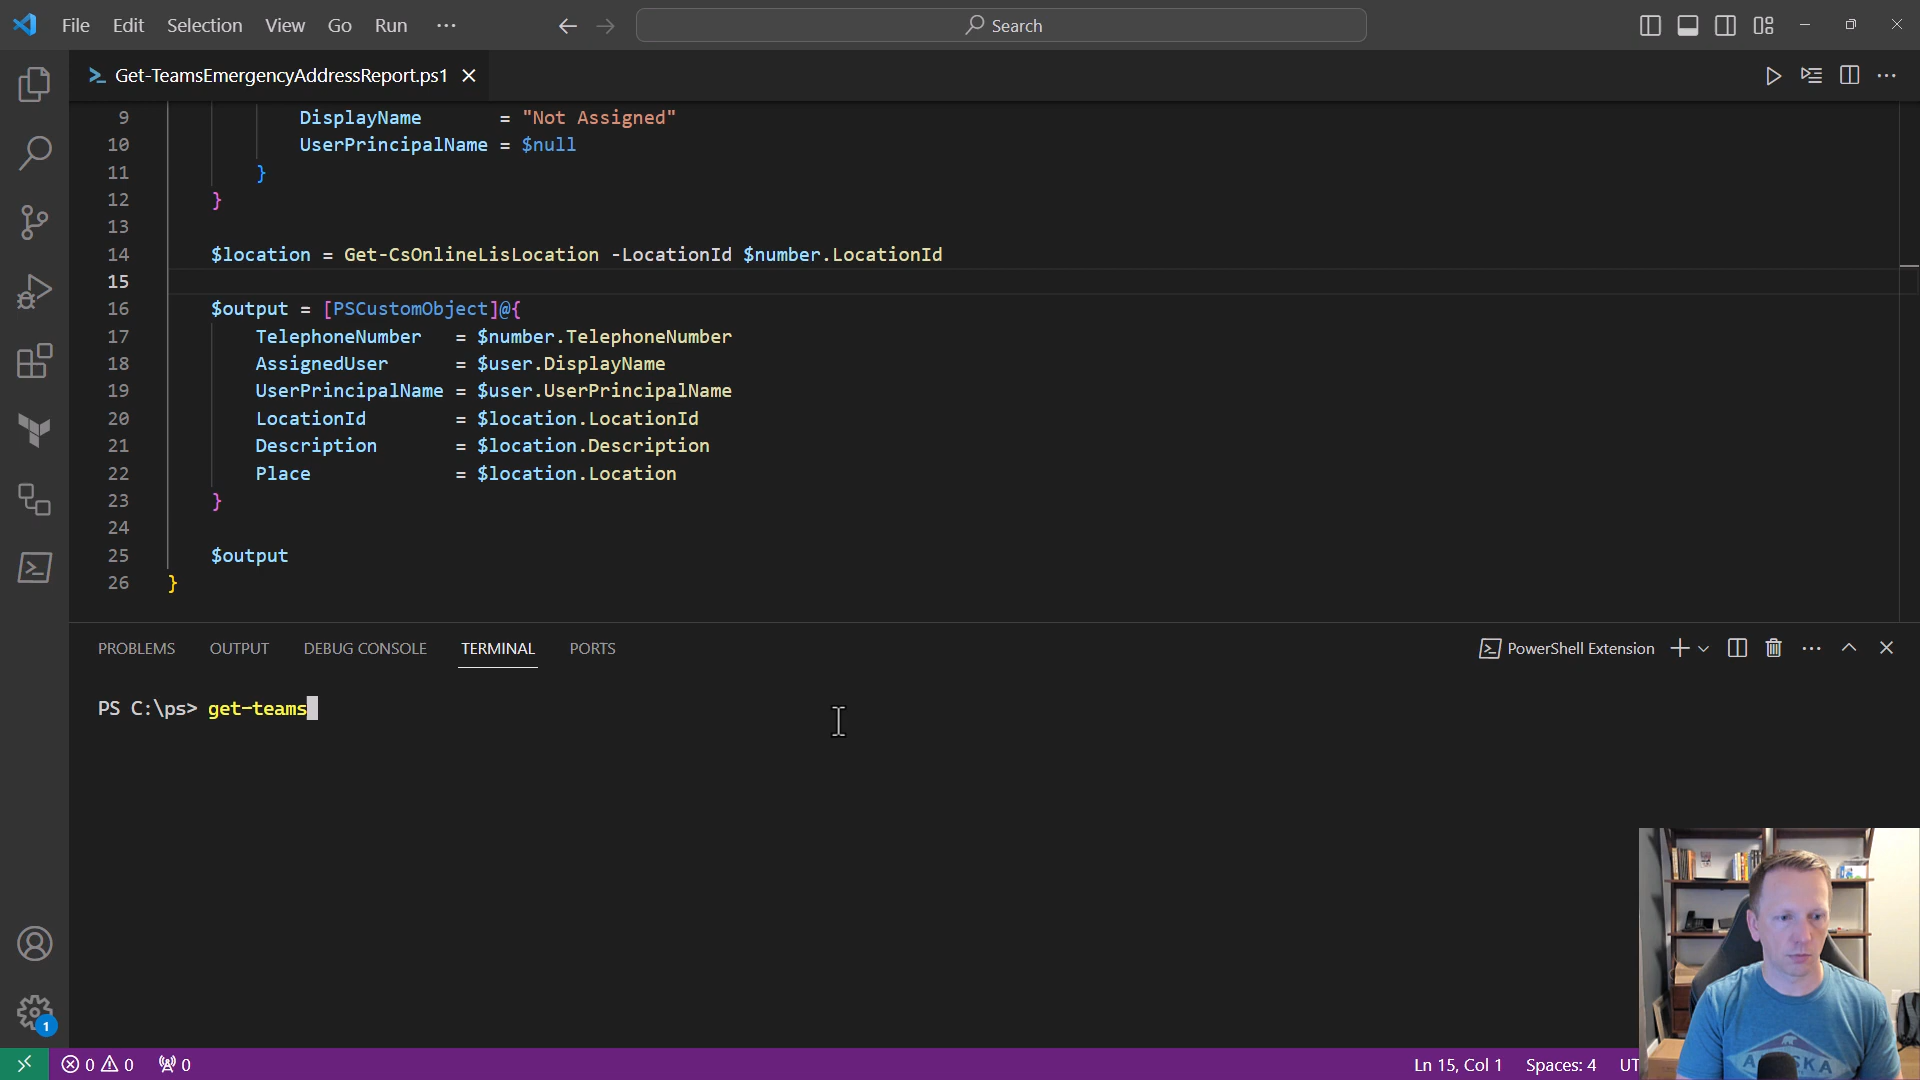 File Edit Selection View Go Run ···
Search
Get-TeamsEmergencyAddressReport.ps1
9 DisplayName = "Not Assigned"
10 UserPrincipalName = $null
11 }
12 }
13
14 $location = Get-CsOnlineLisLocation -LocationId $number.LocationId
15
16 $output = [PSCustomObject]@{
17 TelephoneNumber = $number.TelephoneNumber
18 AssignedUser = $user.DisplayName
19 UserPrincipalName = $user.UserPrincipalName
20 LocationId = $location.LocationId
21 Description = $location.Description
22 Place = $location.Location
23 }
24
25 $output
26 }
PROBLEMS OUTPUT DEBUG CONSOLE TERMINAL PORTS
PowerShell Extension
PS C:\ps> get-teams
1
0 0 0
Ln 15, Col 1 Spaces: 4 UT